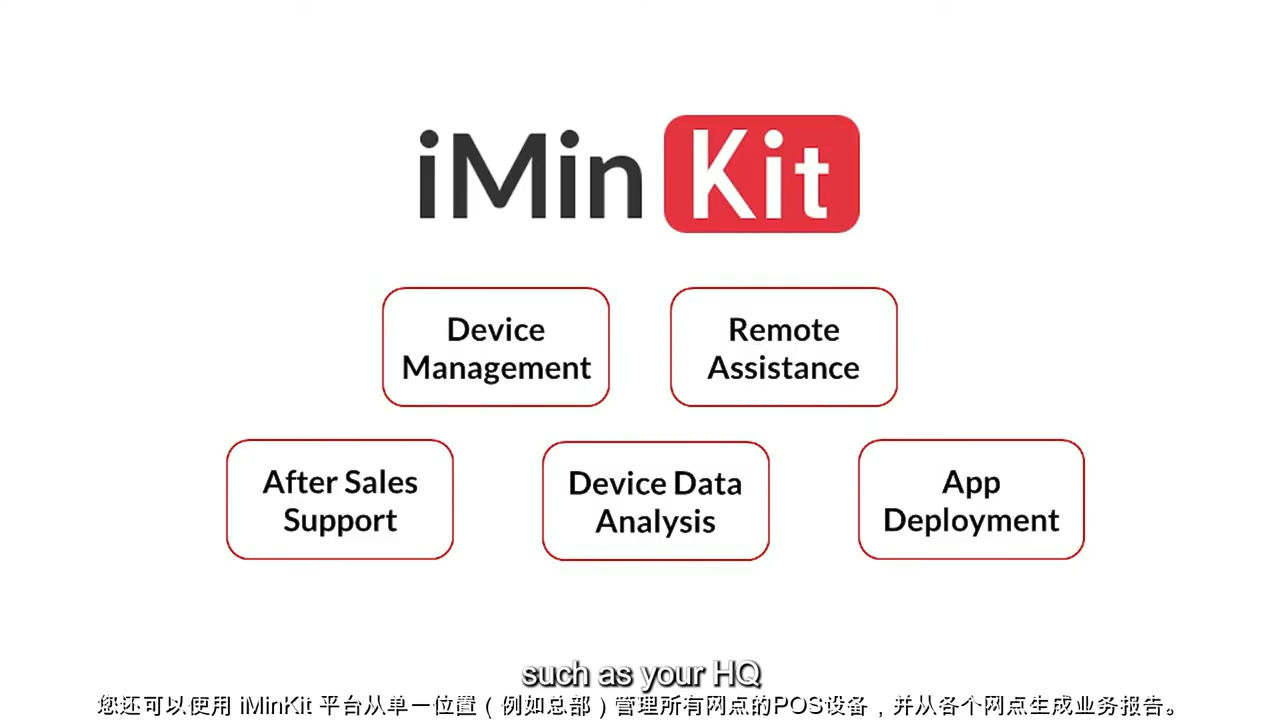 iMin Kit
Device
Management
Remote
Assistance
After Sales
Support
Device Data
Analysis
App
Deployment
such as your HQ
您还可以使用 iMinKit 平台从单一位置（例如总部）管理所有网点的POS设备，并从各个网点生成业务报告。